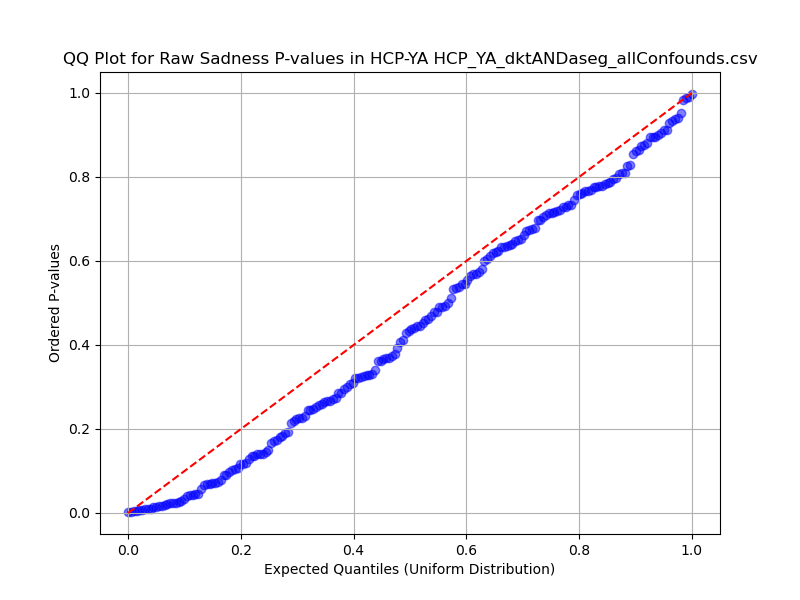 QQ Plot for Raw Sadness P-values in HCP-YA HCP_YA_dktANDaseg_allConfounds.csv
1.0
0.8
0.6
0.4
0.2
0.0
Ordered P-values
0.0 0.2 0.4 0.6 0.8 1.0
Expected Quantiles (Uniform Distribution)